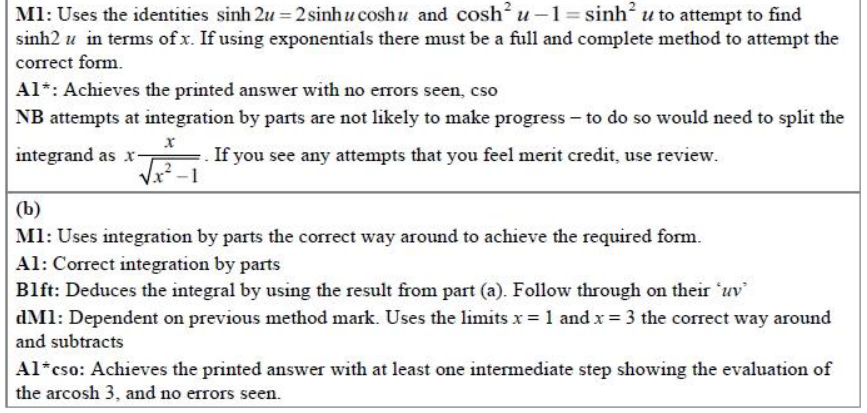 M1: Uses the identities sinh 2u = 2 sinh u cosh u and cosh² u − 1 = sinh² u to attempt to find
sinh2 u in terms of x. If using exponentials there must be a full and complete method to attempt the
correct form.
A1*: Achieves the printed answer with no errors seen, cso
NB attempts at integration by parts are not likely to make progress – to do so would need to split the
integrand as x x/√(x² − 1). If you see any attempts that you feel merit credit, use review.
(b)
M1: Uses integration by parts the correct way around to achieve the required form.
A1: Correct integration by parts
B1ft: Deduces the integral by using the result from part (a). Follow through on their ‘uv’
dM1: Dependent on previous method mark. Uses the limits x = 1 and x = 3 the correct way around
and subtracts
A1*cso: Achieves the printed answer with at least one intermediate step showing the evaluation of
the arcosh 3, and no errors seen.